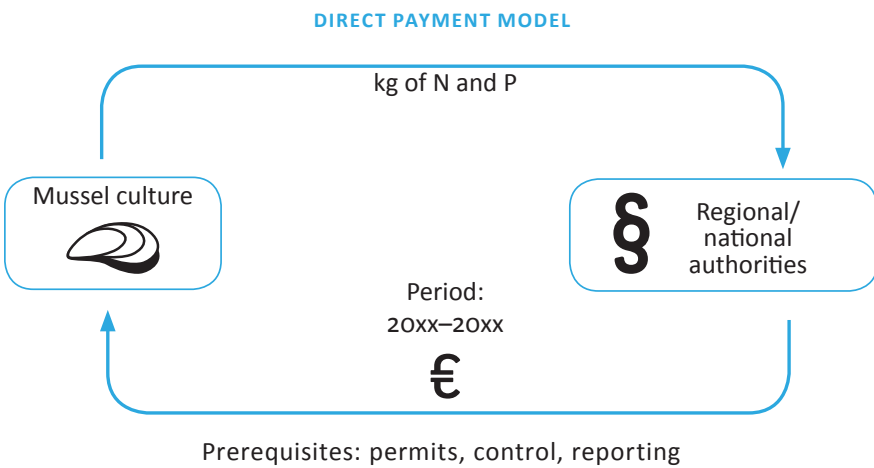 DIRECT PAYMENT MODEL
kg of N and P
Mussel culture
§
Regional/
national
authorities
Period:
20xx–20xx
€
Prerequisites: permits, control, reporting